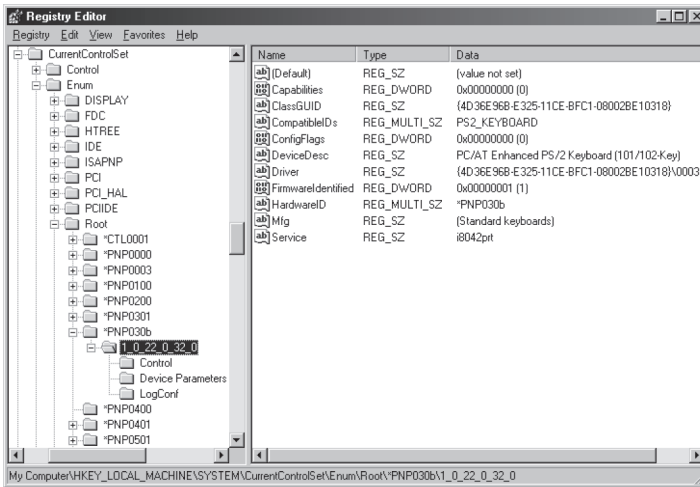 Registry Editor
Registry Edit View Favorites Help
CurrentControlSet
Control
Enum
DISPLAY
FDC
HTREE
IDE
ISAPNP
PCI
PCI_HAL
PCIIDE
Root
*CTL0001
*PNP0000
*PNP0003
*PNP0100
*PNP0200
*PNP0301
*PNP030b
1_0_22_0_32_0
Control
Device Parameters
LogConf
*PNP0400
*PNP0401
*PNP0501
Name Type Data
(Default) REG_SZ (value not set)
Capabilities REG_DWORD 0x00000000 (0)
ClassGUID REG_SZ {4D36E96B-E325-11CE-BFC1-08002BE10318}
CompatibleIDs REG_MULTI_SZ PS2_KEYBOARD
ConfigFlags REG_DWORD 0x00000000 (0)
DeviceDesc REG_SZ PC/AT Enhanced PS/2 Keyboard (101/102-Key)
Driver REG_SZ {4D36E96B-E325-11CE-BFC1-08002BE10318}\0003
FirmwareIdentified REG_DWORD 0x00000001 (1)
HardwareID REG_MULTI_SZ *PNP030b
Mfg REG_SZ (Standard keyboards)
Service REG_SZ i8042prt
My Computer\HKEY_LOCAL_MACHINE\SYSTEM\CurrentControlSet\Enum\Root\*PNP030b\1_0_22_0_32_0